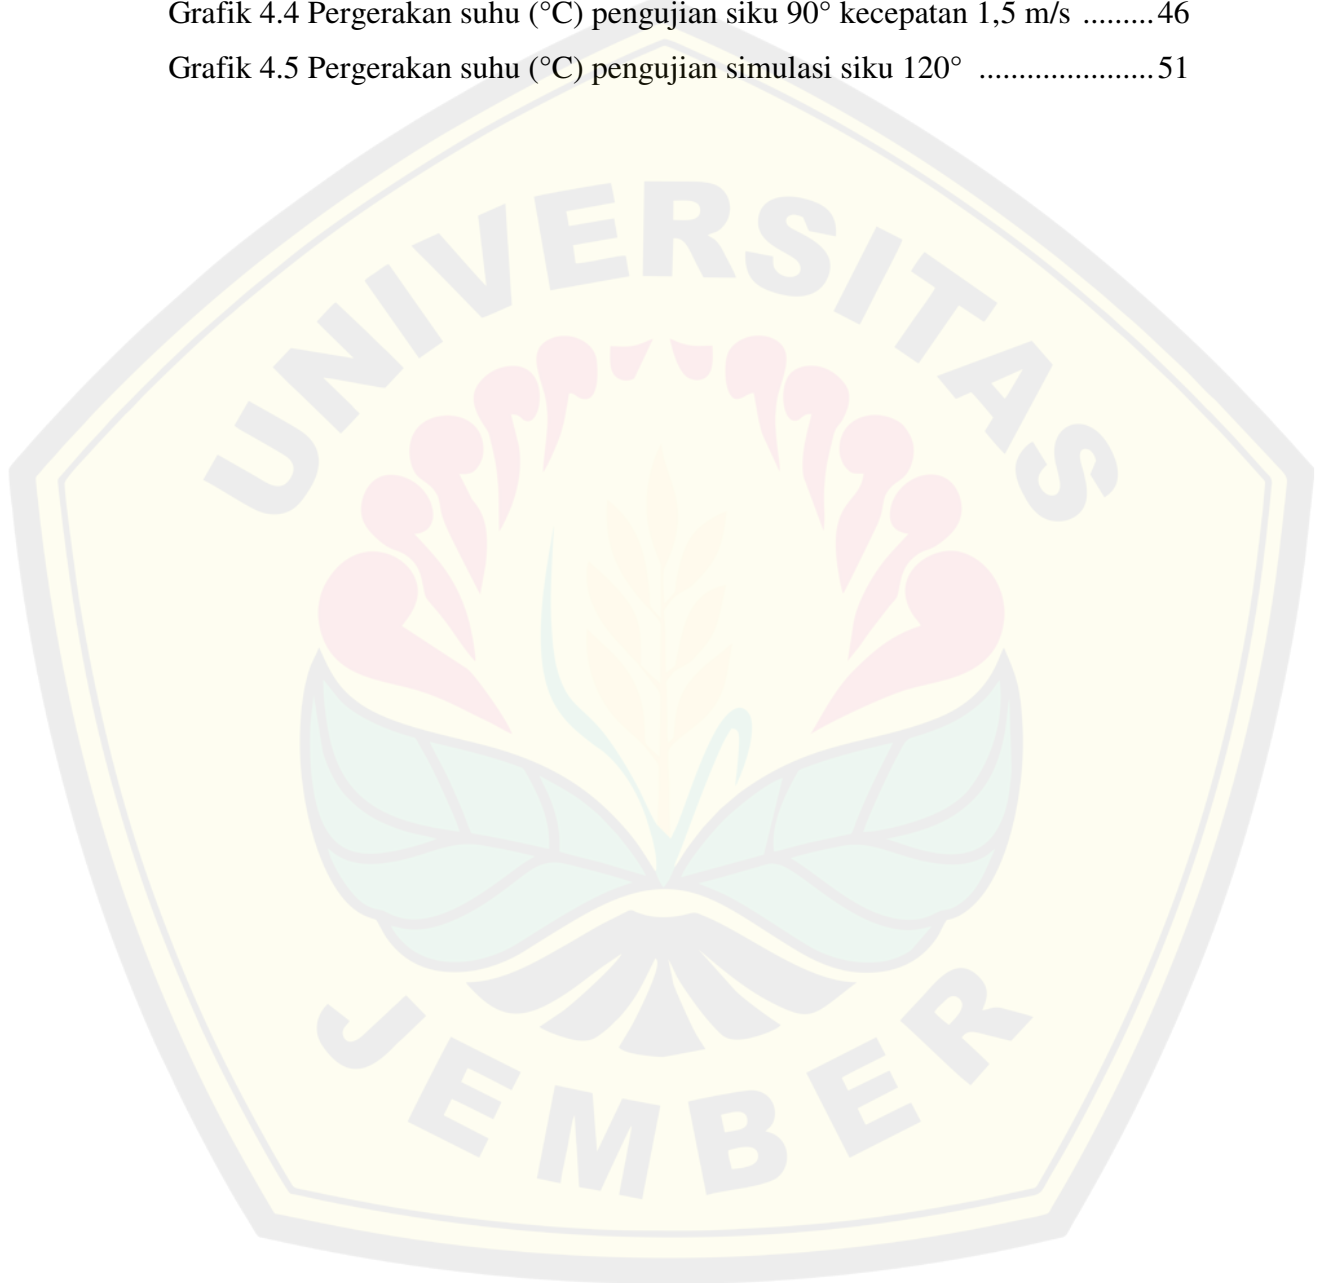 Grafik 4.4 Pergerakan suhu (°C) pengujian siku 90° kecepatan 1,5 m/s .........46
Grafik 4.5 Pergerakan suhu (°C) pengujian simulasi siku 120° ......................51
UNIVERSITAS
JEMBER